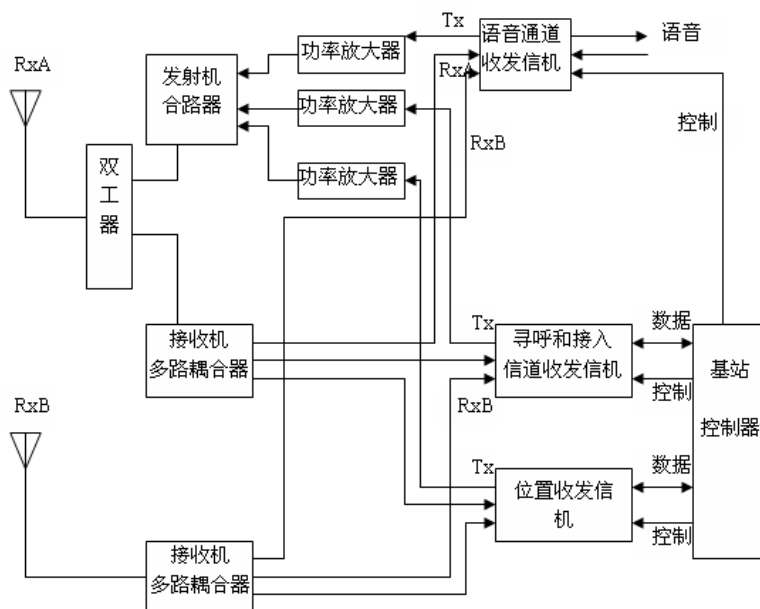 Tx
语音通道
收发信机
语音
功率放大器
RxA
RxA
发射机
合路器
功率放大器
控制
RxB
双
工
器
功率放大器
接收机
多路耦合器
Tx
寻呼和接入
信道收发信机
数据
基站
控制器
控制
RxB
RxB
Tx
位置收发信
机
数据
控制
接收机
多路耦合器